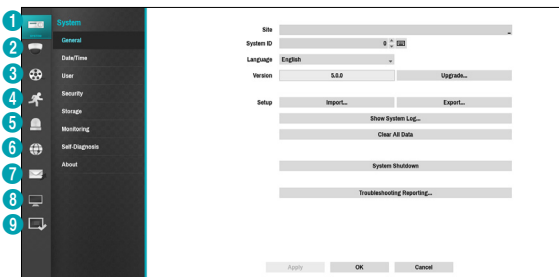 1
2
3
4
5
6
7
8
9
System
General
Date/Time
User
Security
Storage
Monitoring
Self-Diagnosis
About
Site
System ID 0
Language English
Version 5.0.0 Upgrade...
Setup Import... Export...
Show System Log...
Clear All Data
System Shutdown
Troubleshooting Reporting...
Apply OK Cancel